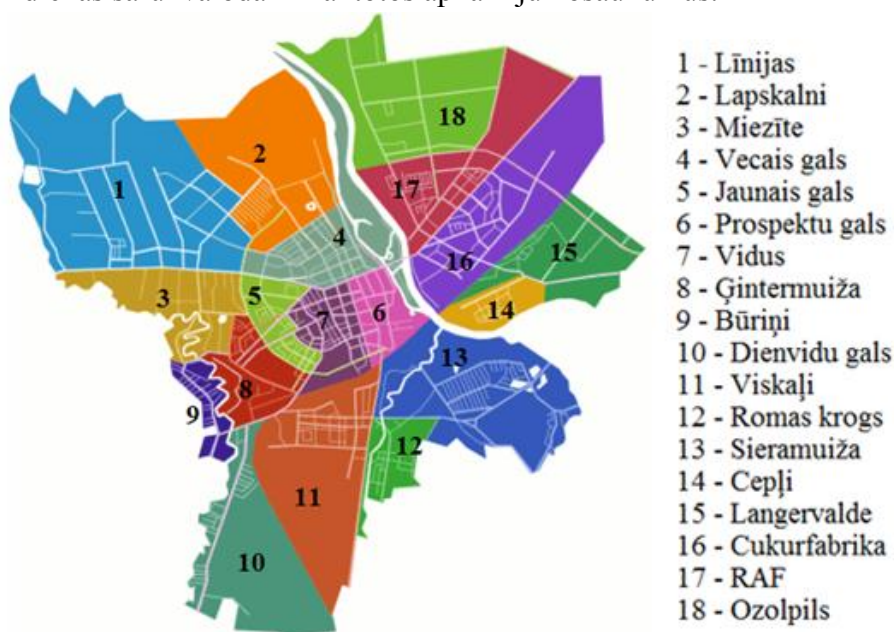 1 - Līnijas
2 - Lapskalni
3 - Miezīte
4 - Vecais gals
5 - Jaunais gals
6 - Prospektu gals
7 - Vidus
8 - Ģintermuiža
9 - Būriņi
10 - Dienvidu gals
11 - Viskaļi
12 - Romas krogs
13 - Sieramuiža
14 - Cepļi
15 - Langervalde
16 - Cukurfabrika
17 - RAF
18 - Ozolpils
18
2
17
1
4
15
16
3
5
14
7
6
13
8
9
12
11
10